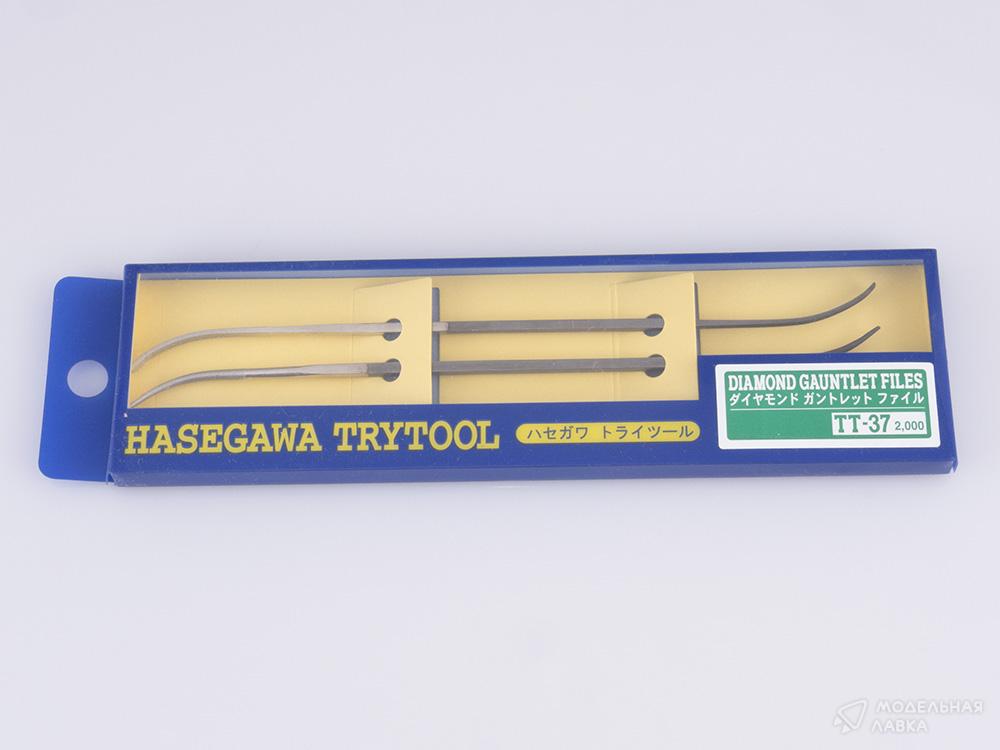 HASEGAWA TRYTOOL ハセガワ トライツール
DIAMOND GAUNTLET FILES
ダイヤモンド ガントレット ファイル
TT-37 2,000
МОДЕЛЬНАЯ
ЛАВКА